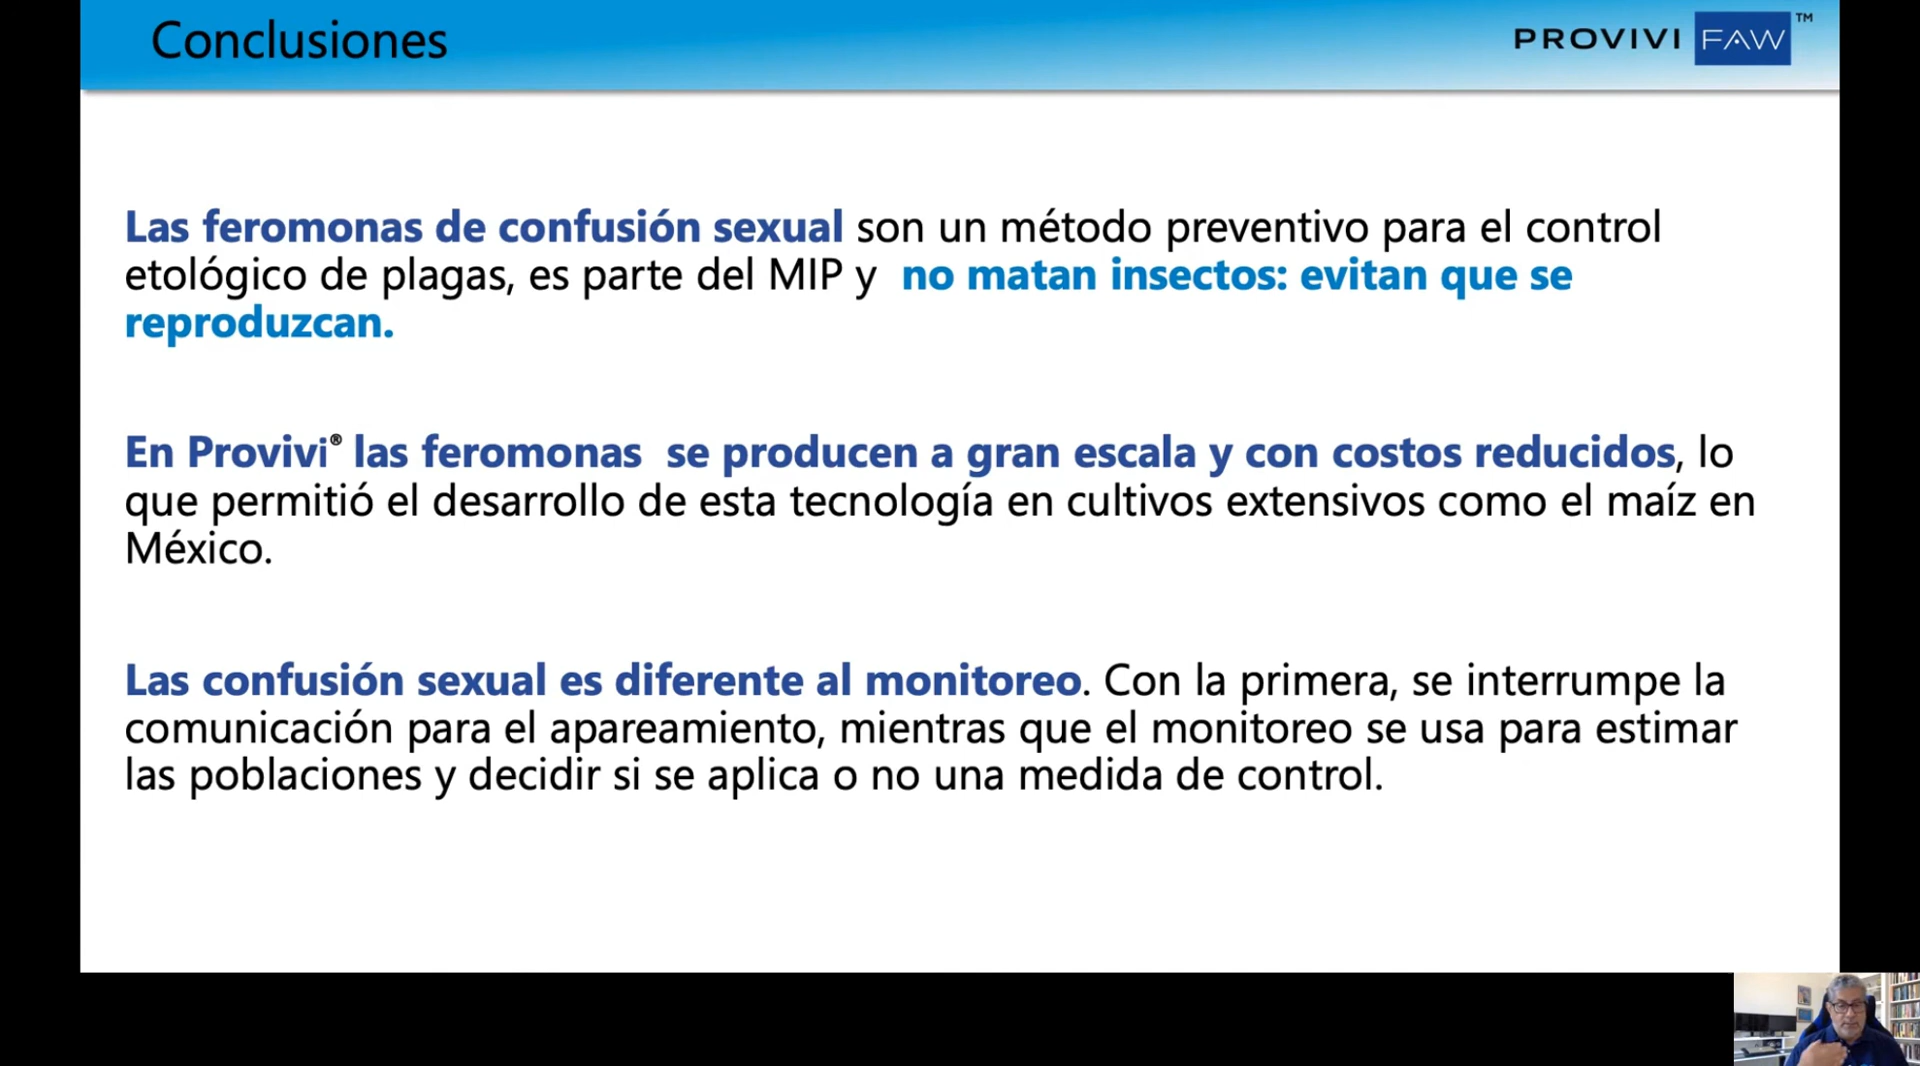 Conclusiones
PROVIVI FAW™
Las feromonas de confusión sexual son un método preventivo para el control
etológico de plagas, es parte del MIP y no matan insectos: evitan que se
reproduzcan.
En Provivi® las feromonas se producen a gran escala y con costos reducidos, lo
que permitió el desarrollo de esta tecnología en cultivos extensivos como el maíz en
México.
Las confusión sexual es diferente al monitoreo. Con la primera, se interrumpe la
comunicación para el apareamiento, mientras que el monitoreo se usa para estimar
las poblaciones y decidir si se aplica o no una medida de control.